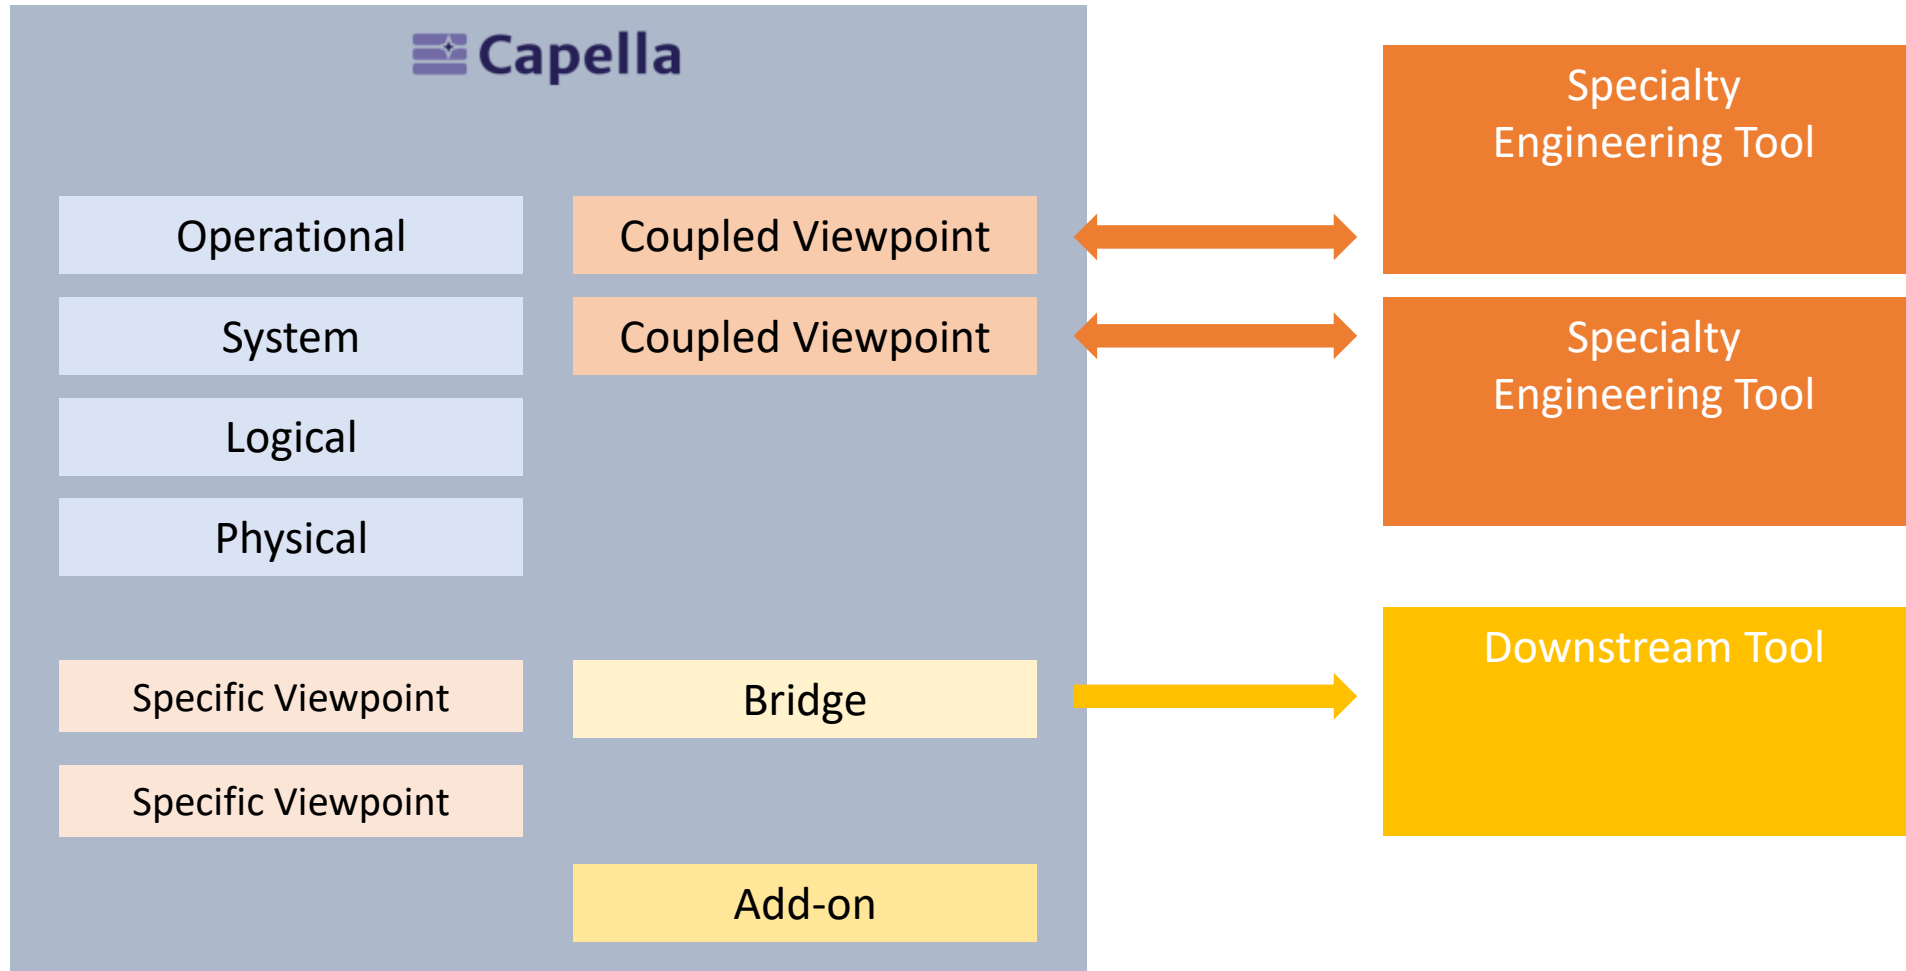 Capella
Operational
System
Logical
Physical
Specific Viewpoint
Specific Viewpoint
Coupled Viewpoint
Coupled Viewpoint
Bridge
Add-on
Specialty
Engineering Tool
Specialty
Engineering Tool
Downstream Tool